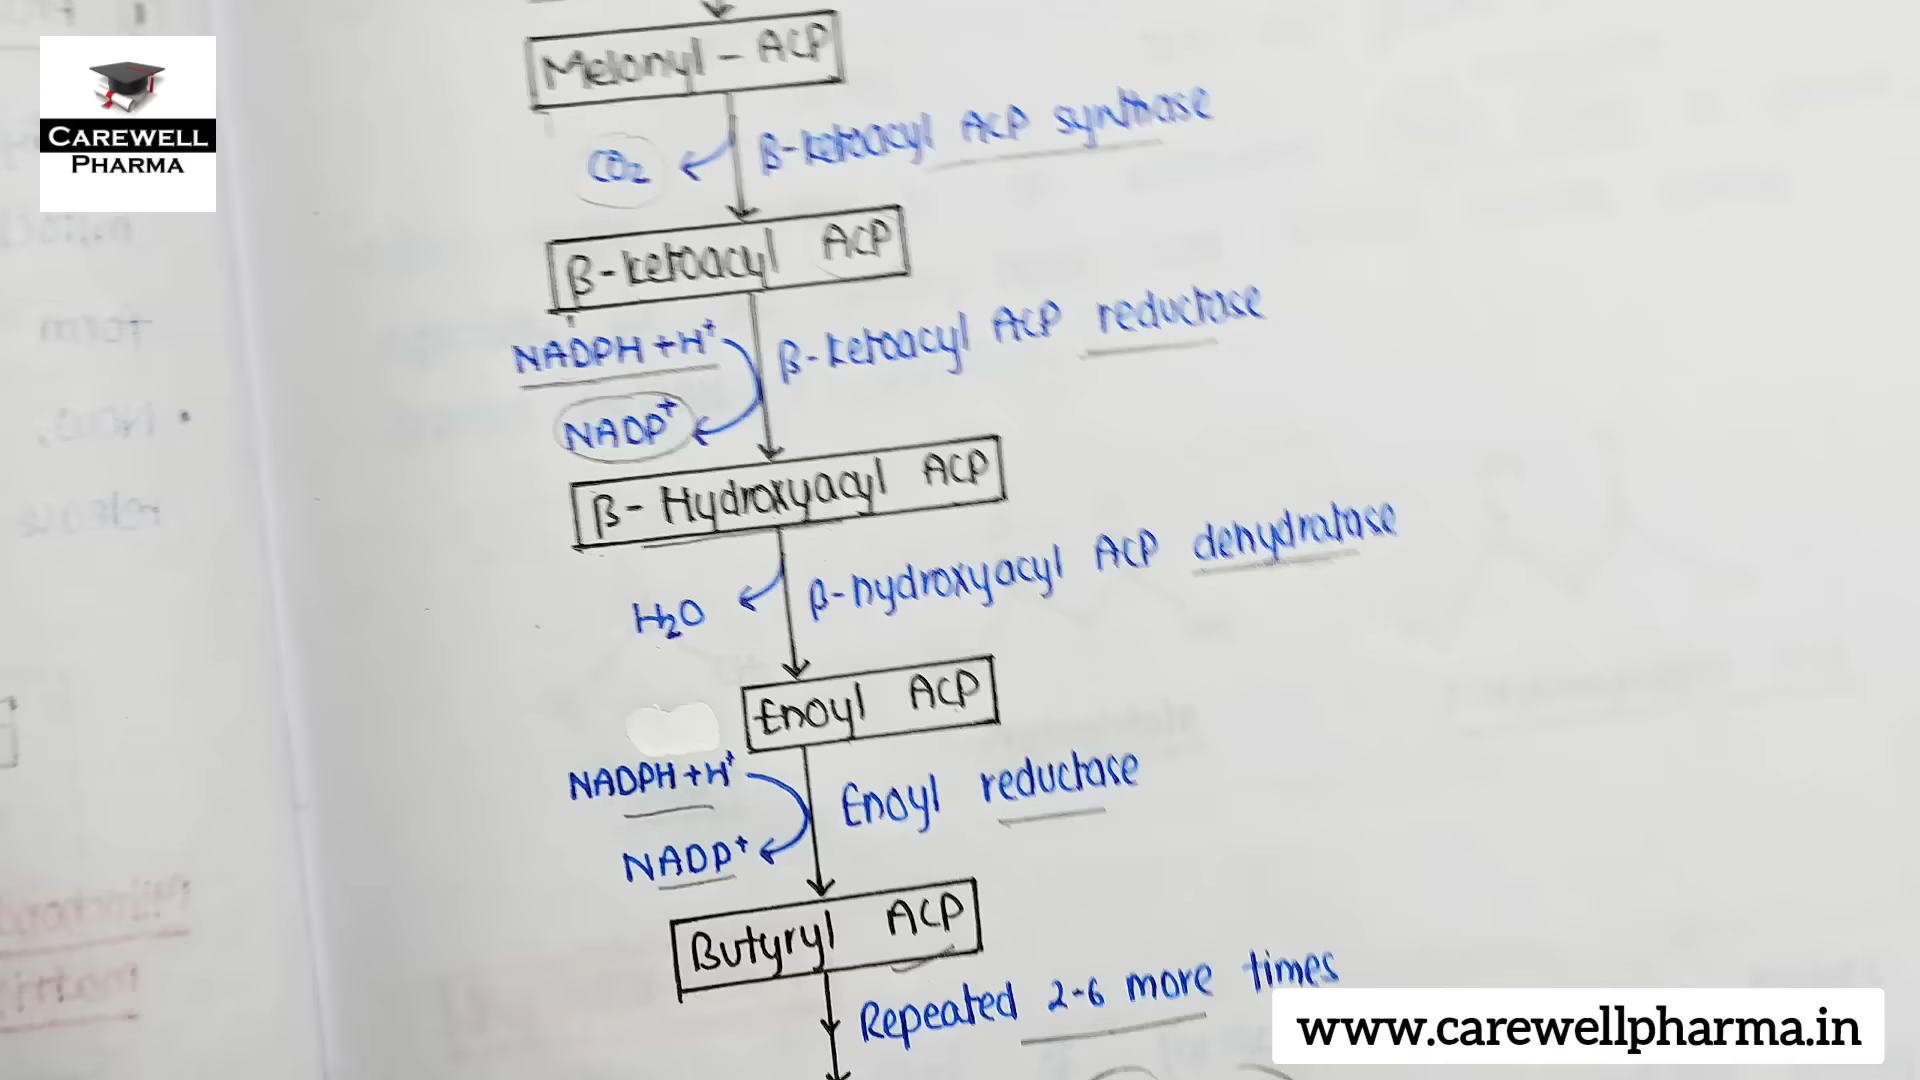 CAREWELL
PHARMA
Melonyl - ACP
CO2
β-ketoacyl ACP synthase
β-ketoacyl ACP
NADPH + H+
β-ketoacyl ACP reductase
NADP+
β- Hydroxyacyl ACP
H2O
β-hydroxyacyl ACP dehydratase
Enoyl ACP
NADPH + H+
Enoyl reductase
NADP+
Butyryl ACP
Repeated 2-6 more times
www.carewellpharma.in